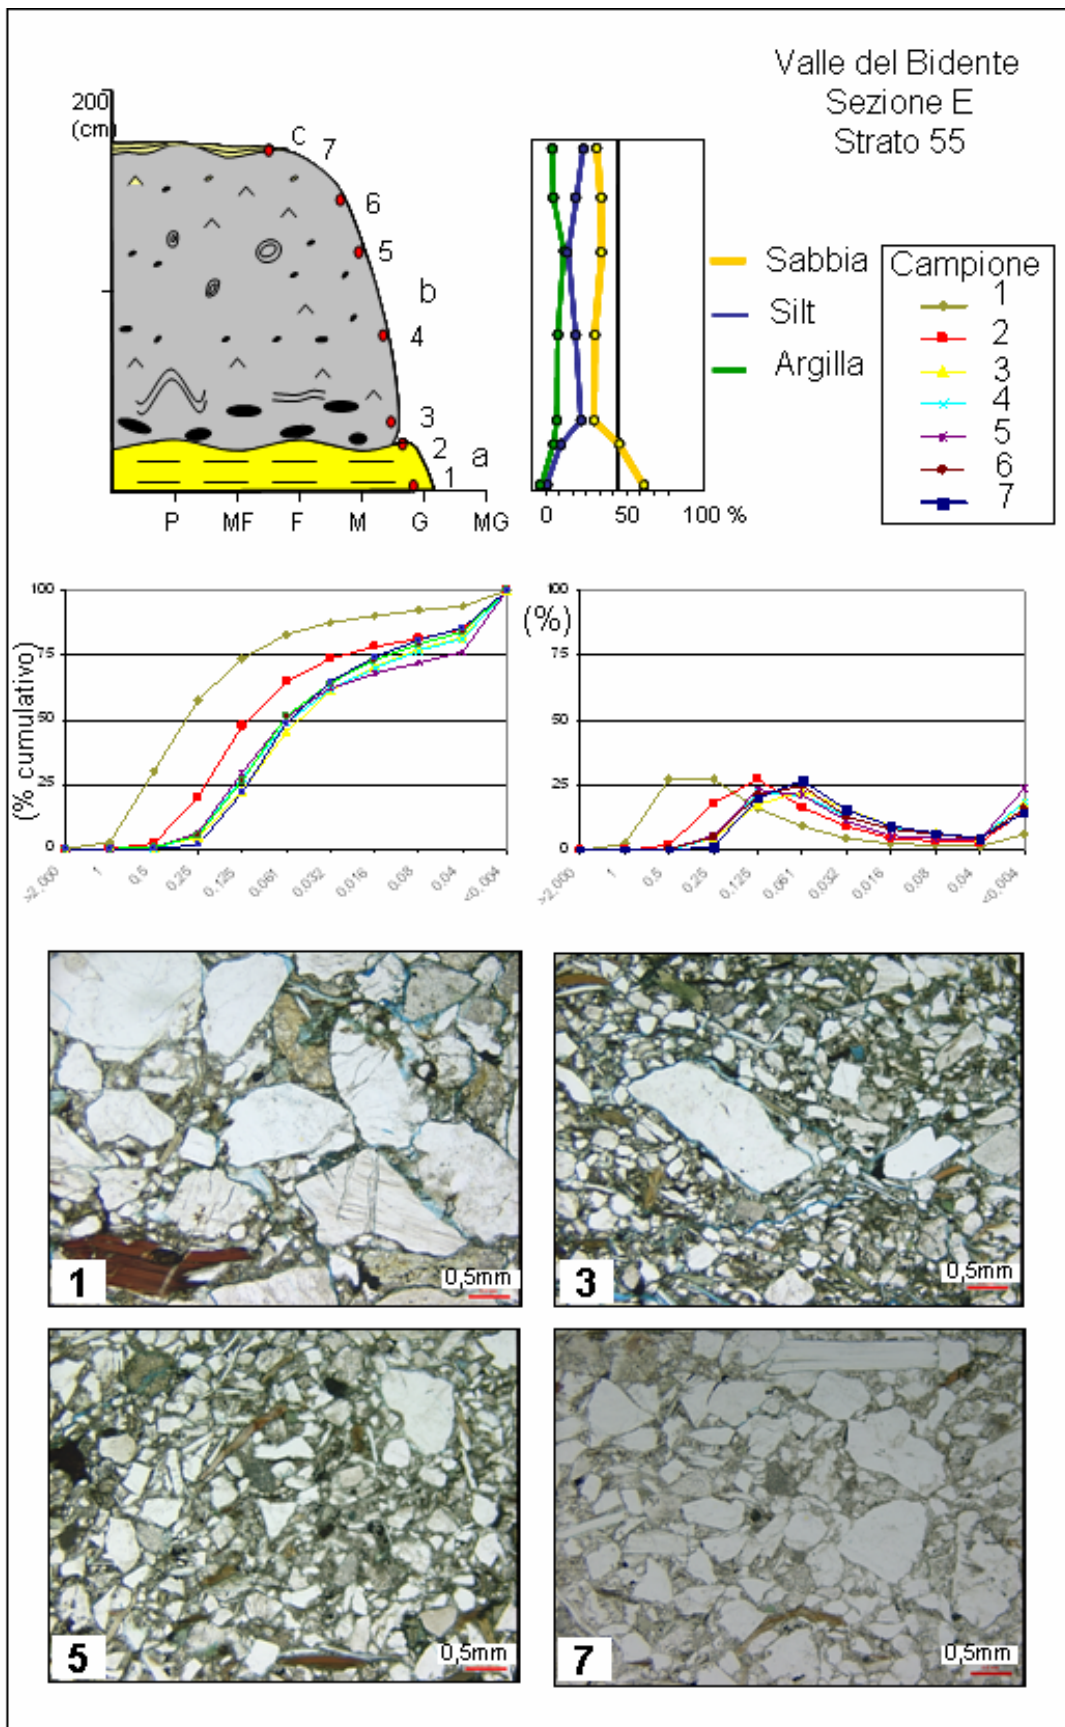 Valle del Bidente
Sezione E
Strato 55
200
(cm)
C
7
6
5
b
4
3
2
a
1
P MF F M G MG
0 50 100 %
Sabbia
Silt
Argilla
Campione
1
2
3
4
5
6
7
(% cumulativo)
100
75
50
25
0
>2,000 1 0,5 0,25 0,125 0,061 0,032 0,016 0,08 0,04 <0,004
(%)
100
75
50
25
0
>2,000 1 0,5 0,25 0,125 0,061 0,032 0,016 0,08 0,04 <0,004
1
0,5mm
3
0,5mm
5
0,5mm
7
0,5mm